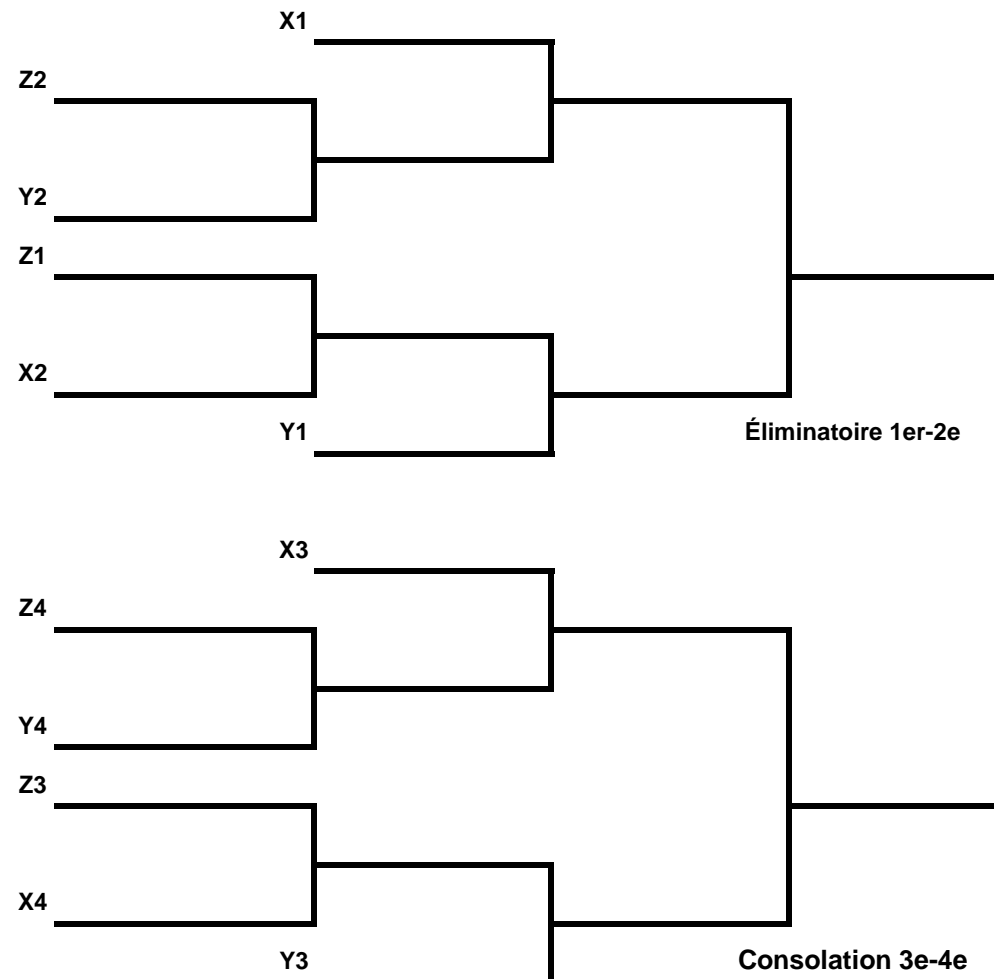 X1
Z2
Y2
Z1
X2
Y1
Éliminatoire 1er-2e
X3
Z4
Y4
Z3
X4
Y3
Consolation 3e-4e